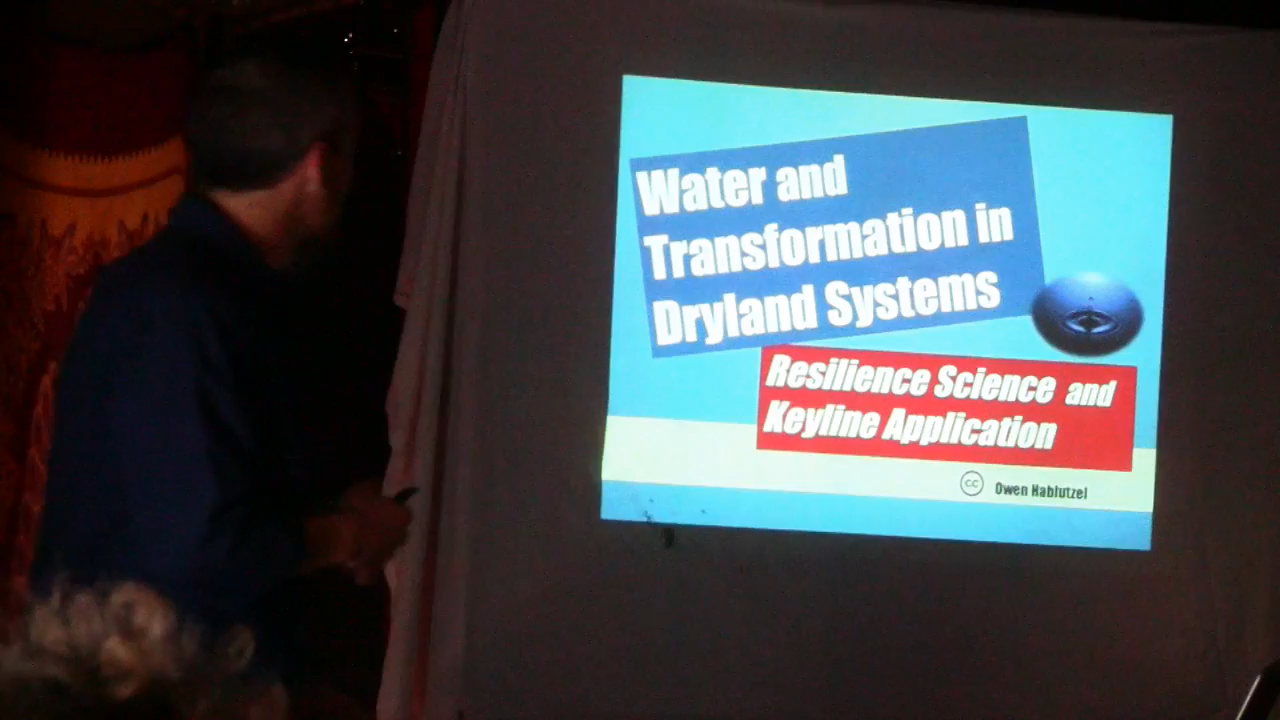 Water and
Transformation in
Dryland Systems
Resilience Science and
Keyline Application
cc Owen Hablutzel